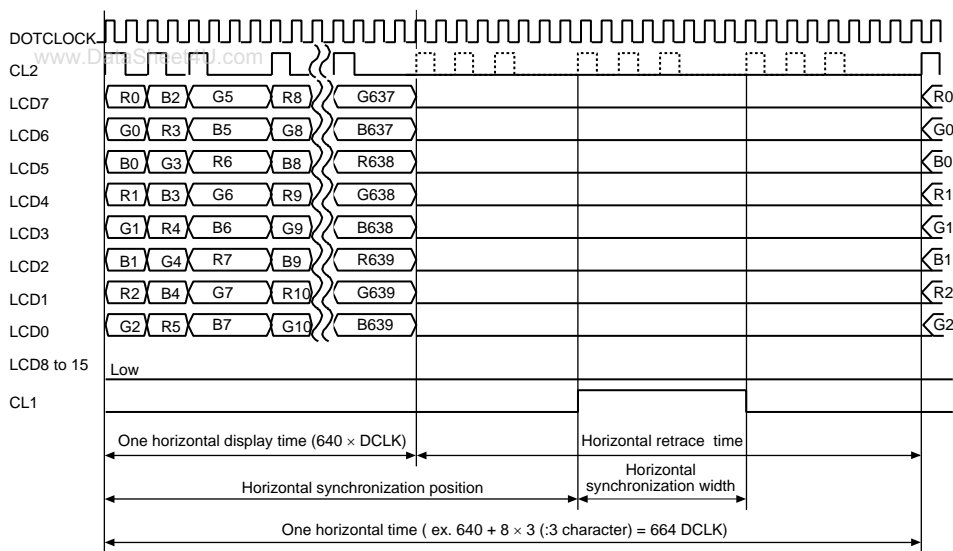 DOTCLOCK
www.DataSheet4U.com
CL2
LCD7 R0 B2 G5 R8 G637 R0
LCD6 G0 R3 B5 G8 B637 G0
LCD5 B0 G3 R6 B8 R638 B0
LCD4 R1 B3 G6 R9 G638 R1
LCD3 G1 R4 B6 G9 B638 G1
LCD2 B1 G4 R7 B9 R639 B1
LCD1 R2 B4 G7 R10 G639 R2
LCD0 G2 R5 B7 G10 B639 G2
LCD8 to 15 Low
CL1
One horizontal display time (640 × DCLK) Horizontal retrace time
Horizontal synchronization position
Horizontal
synchronization width
One horizontal time ( ex. 640 + 8 × 3 (:3 character) = 664 DCLK)